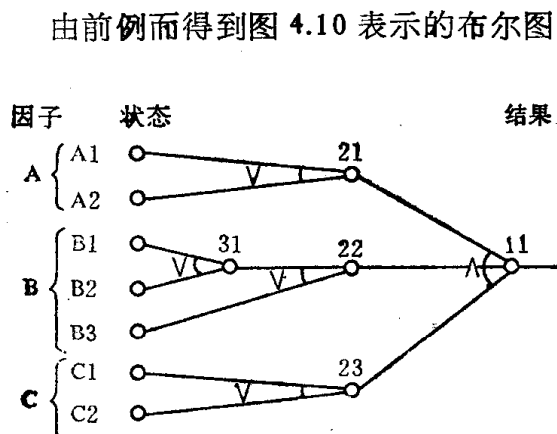 由前例而得到图 4.10 表示的布尔图
因子 状态 结果
A { A1 21
V
A2
B1 31 22 11
B { B2 V V Λ
B3
C1 23
C { V
C2